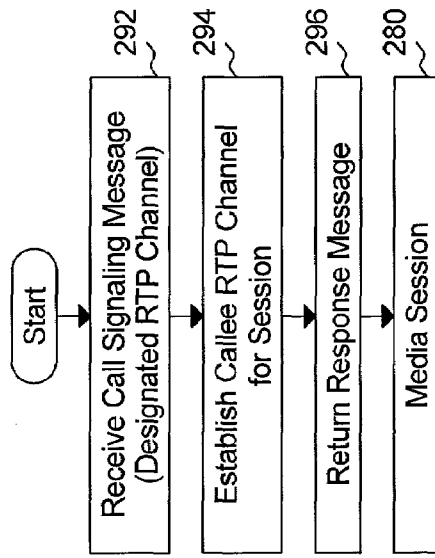 Start
Receive Call Signaling Message
(Designated RTP Channel)
292
Establish Callee RTP Channel
for Session
294
Return Response Message
296
Media Session
280